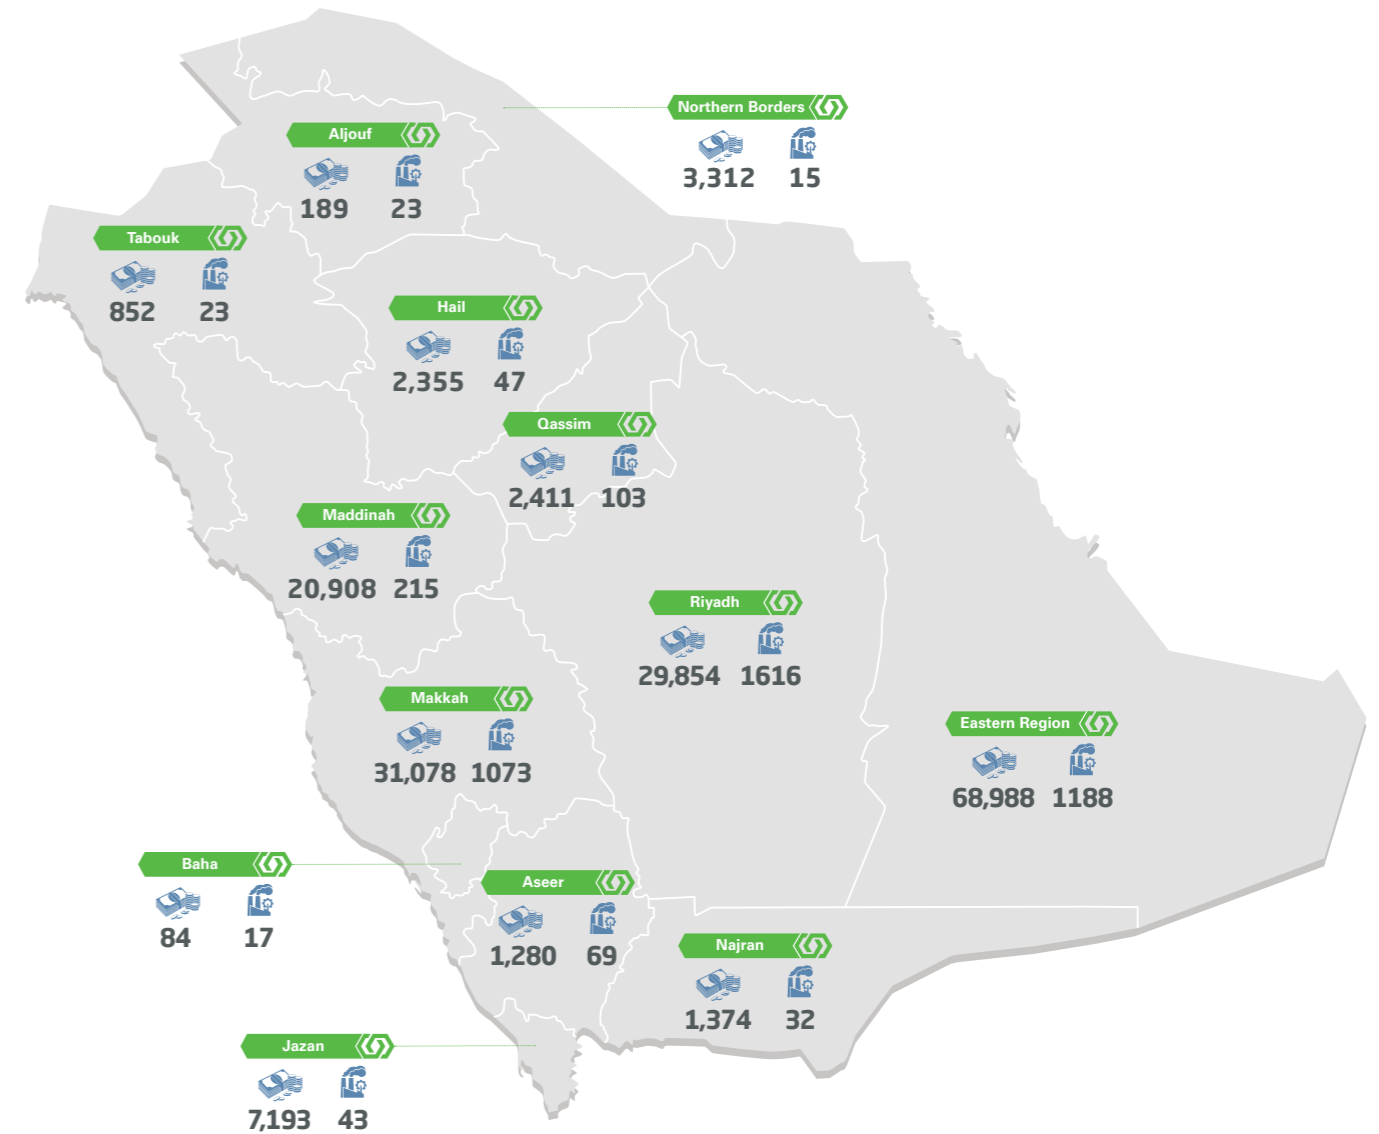 Northern Borders
3,312 15
Aljouf
189 23
Tabouk
852 23
Hail
2,355 47
Qassim
2,411 103
Maddinah
20,908 215
Riyadh
29,854 1616
Makkah
31,078 1073
Eastern Region
68,988 1188
Baha
84 17
Aseer
1,280 69
Najran
1,374 32
Jazan
7,193 43